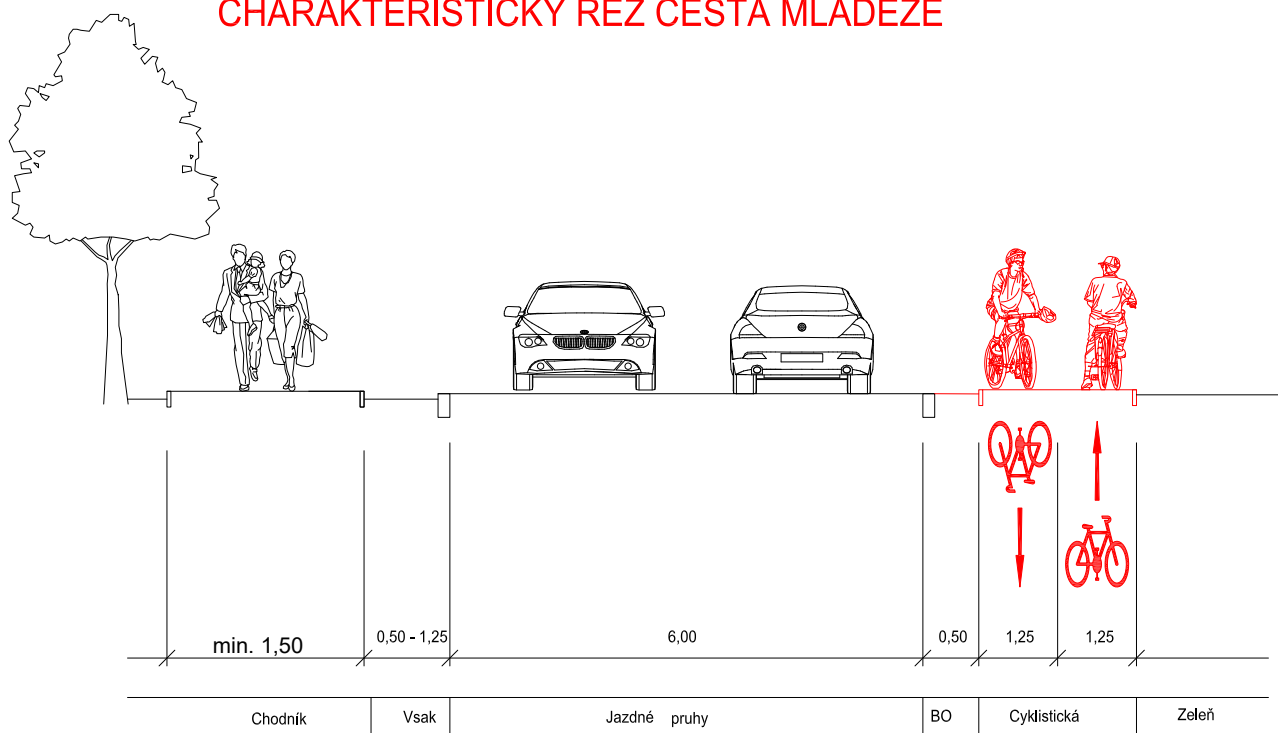 CHARAKTERISTICKÝ REZ CESTA MLÁDEŽE
min. 1,50
0,50 - 1,25
6,00
0,50
1,25
1,25
Chodník
Vsak
Jazdné pruhy
BO
Cyklistická
Zeleň